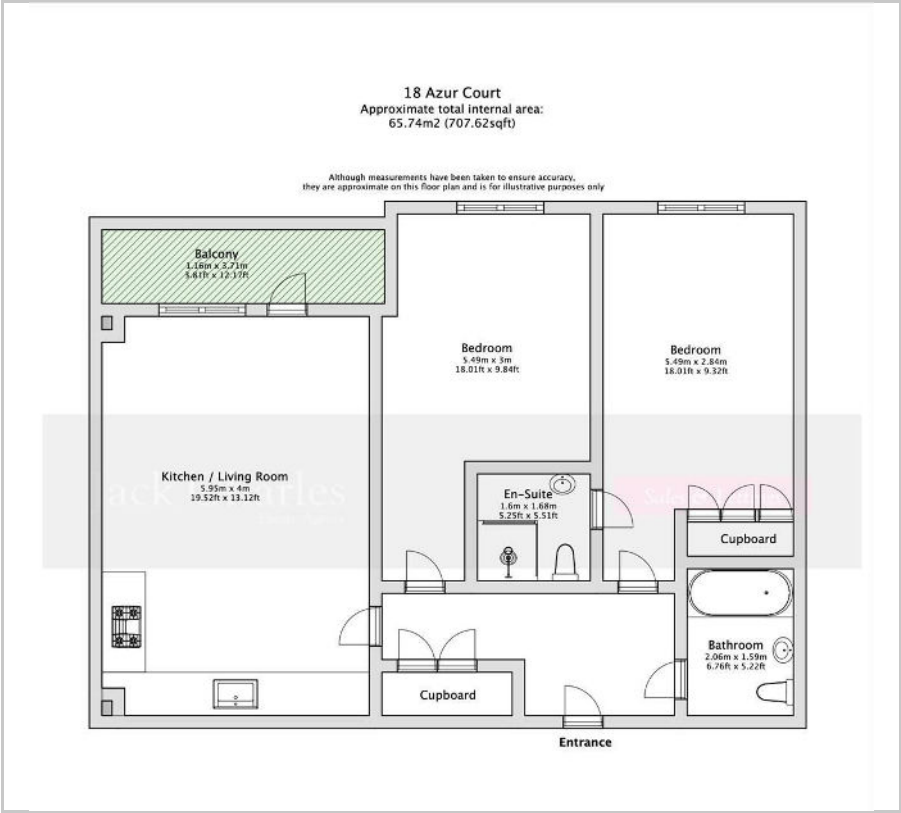 18 Azur Court
Approximate total internal area:
65.74m2 (707.62sqft)
Although measurements have been taken to ensure accuracy,
they are approximate on this floor plan and is for illustrative purposes only
Balcony
1.16m x 3.71m
3.81ft x 12.17ft
Bedroom
5.49m x 3m
18.01ft x 9.84ft
Bedroom
5.49m x 2.84m
18.01ft x 9.32ft
Kitchen / Living Room
5.95m x 4m
19.52ft x 13.12ft
En-Suite
1.6m x 1.68m
5.25ft x 5.51ft
Cupboard
Bathroom
2.06m x 1.59m
6.76ft x 5.22ft
Cupboard
Entrance